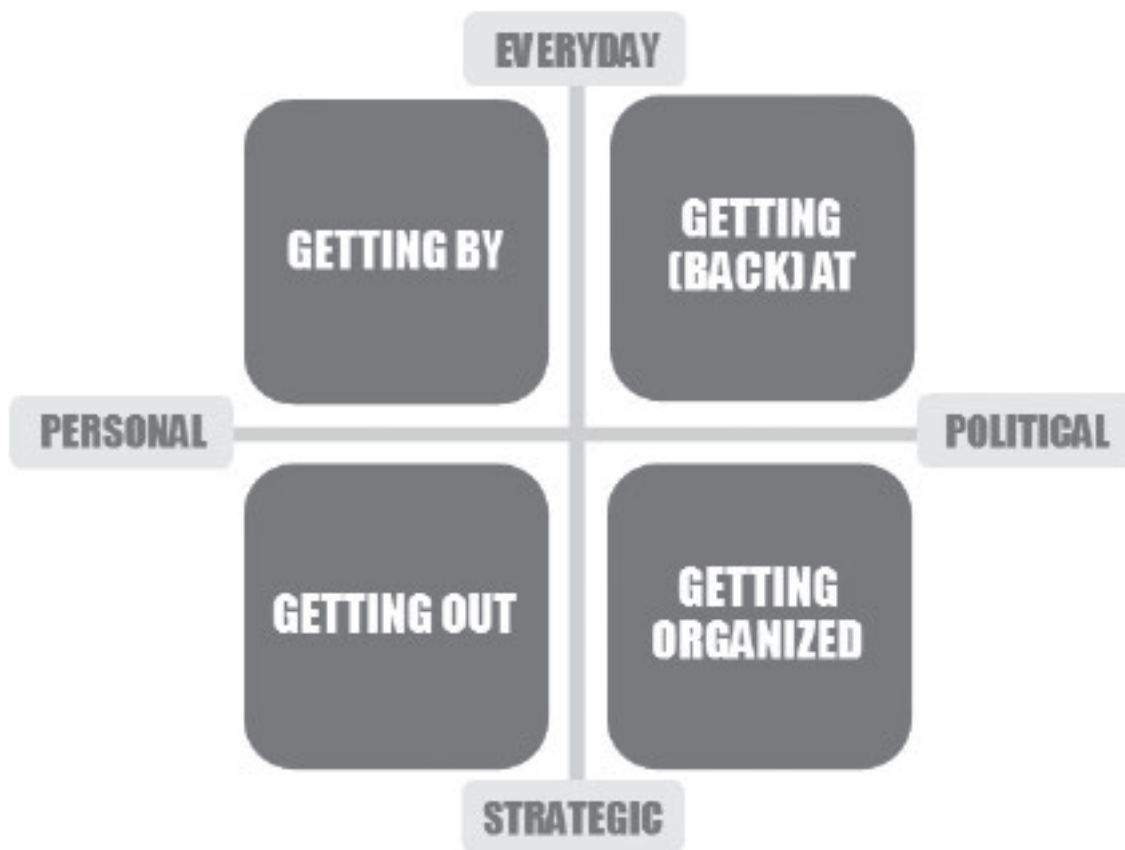 EVERYDAY
GETTING BY
GETTING
(BACK) AT
PERSONAL
POLITICAL
GETTING OUT
GETTING
ORGANIZED
STRATEGIC